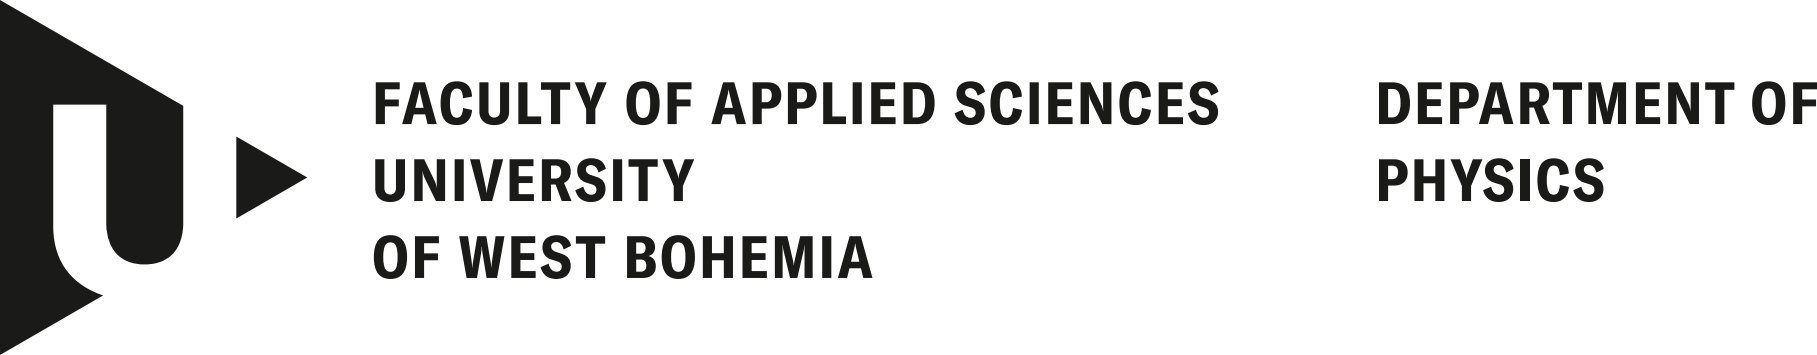 FACULTY OF APPLIED SCIENCES
UNIVERSITY
OF WEST BOHEMIA
DEPARTMENT OF
PHYSICS